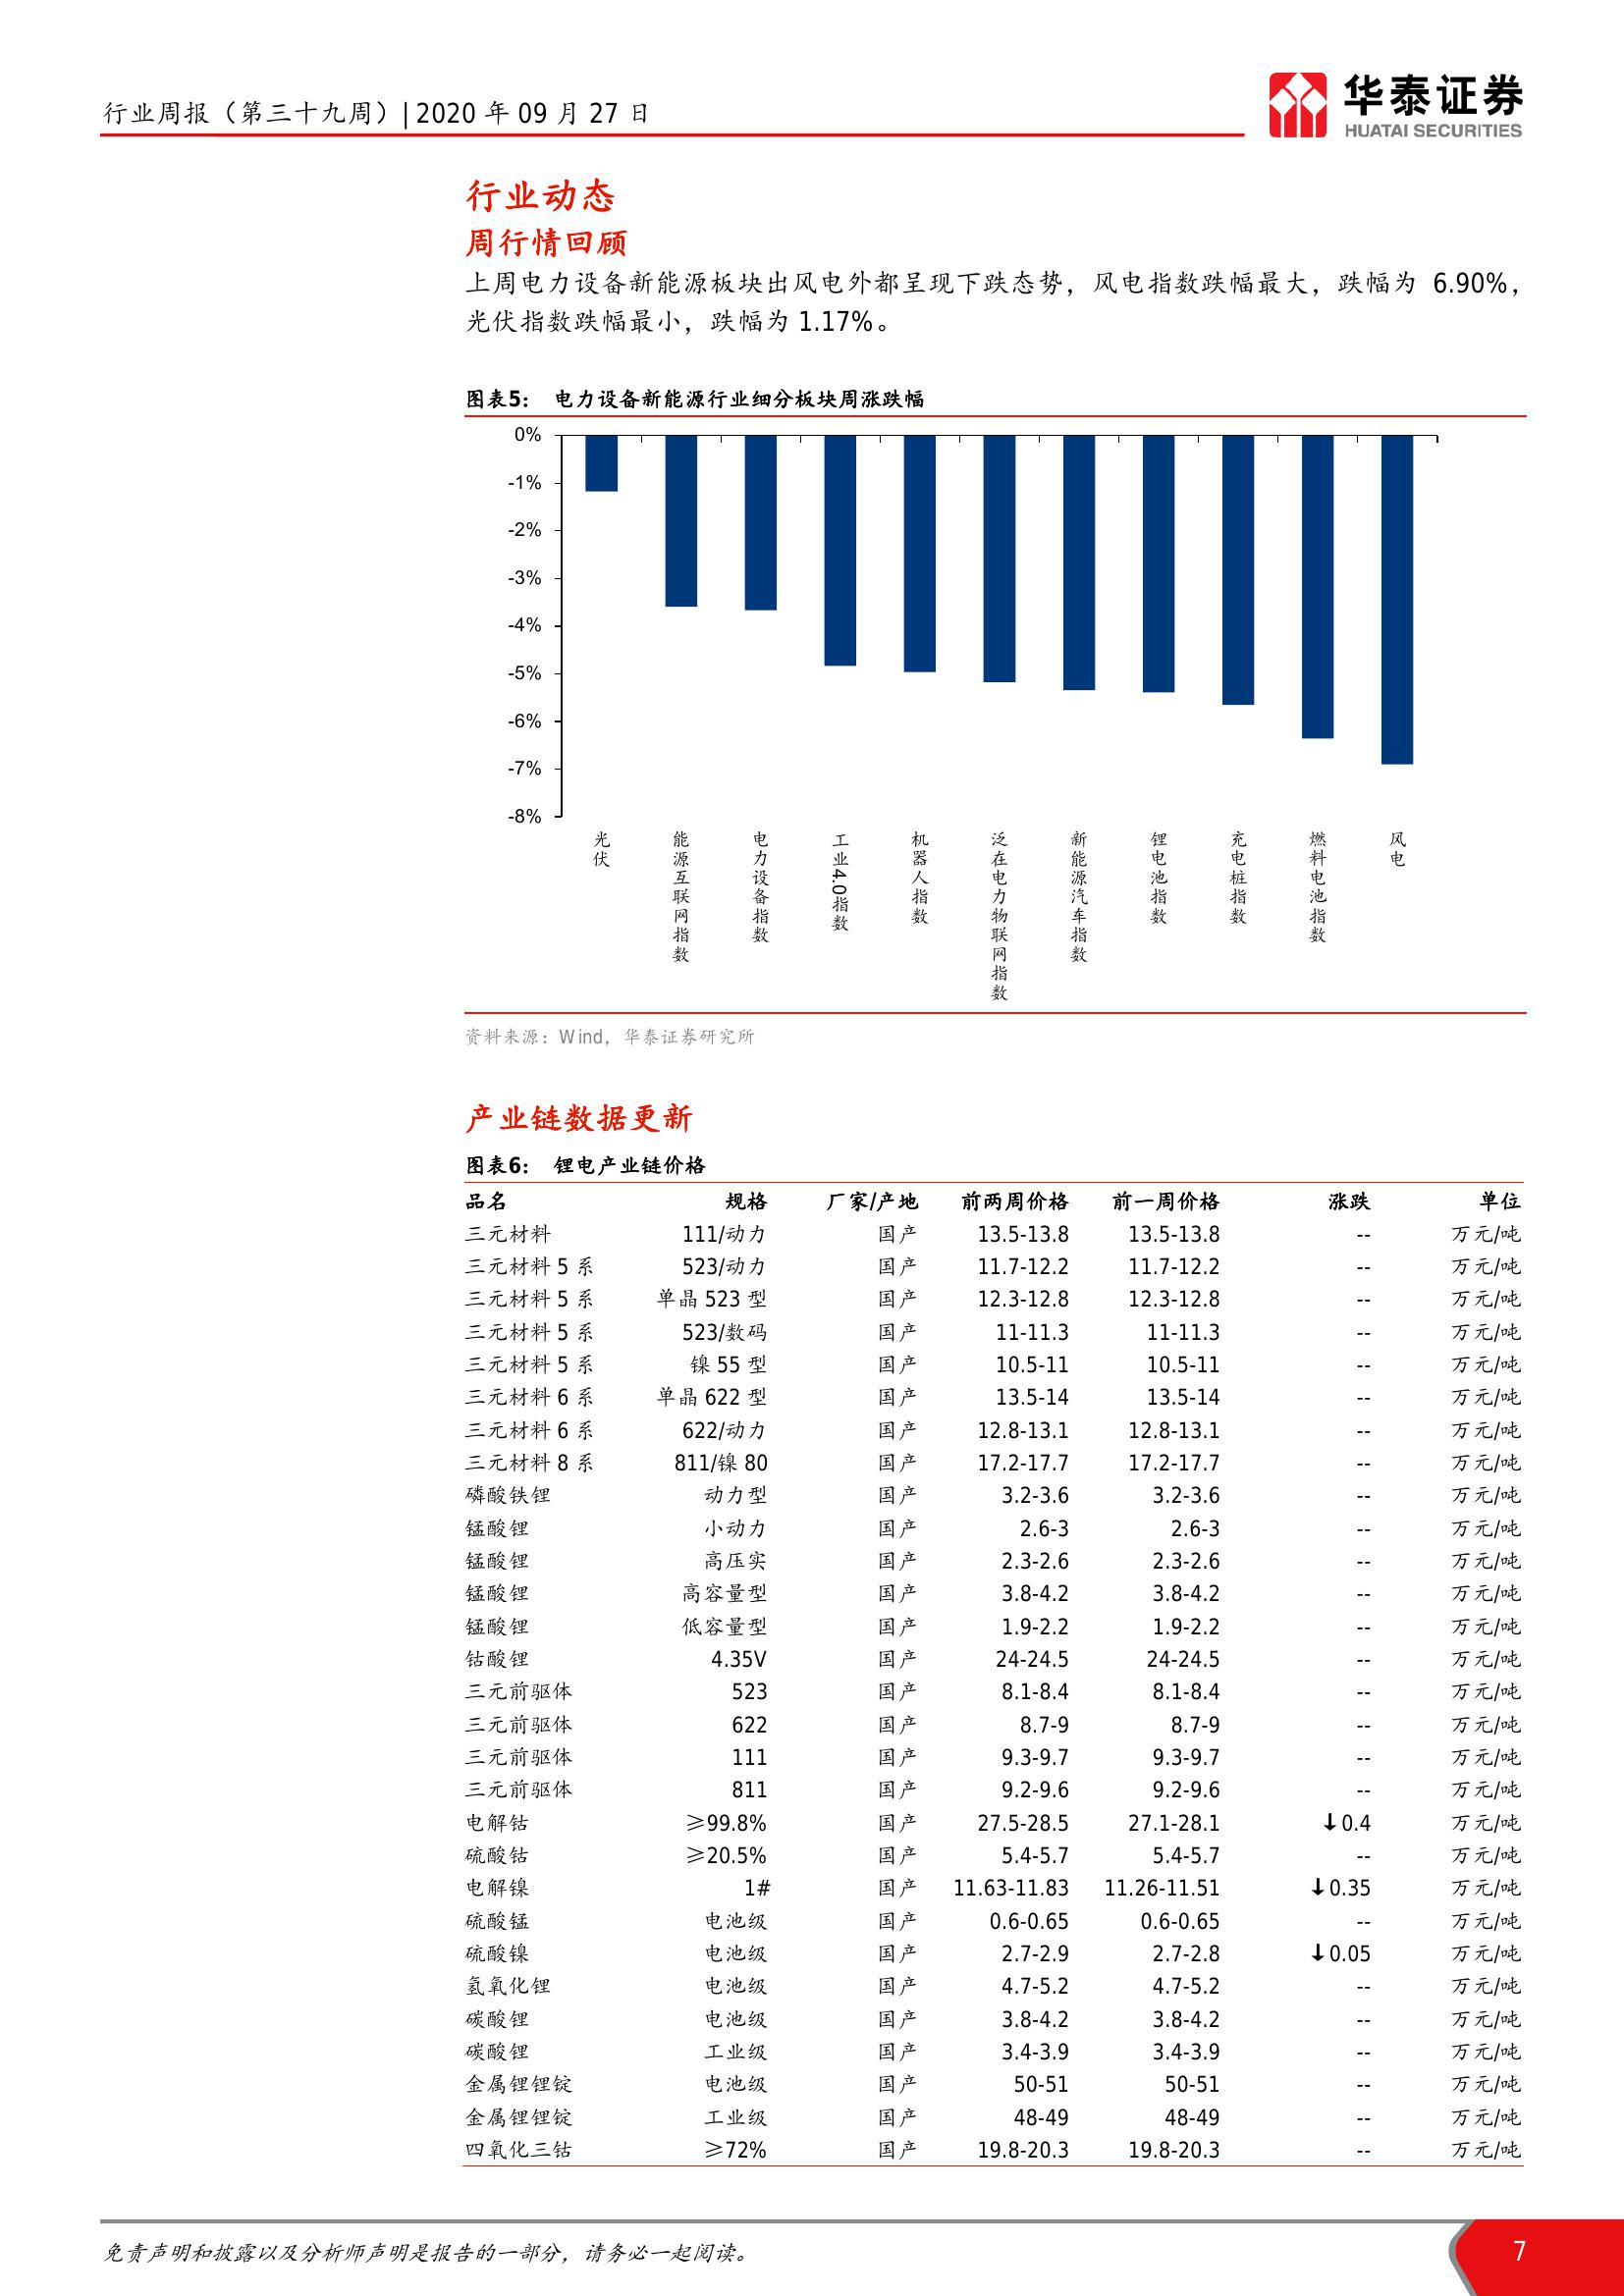 行业周报（第三十九周）| 2020 年 09 月 27 日
华泰证券
HUATAI SECURITIES
行业动态
周行情回顾
上周电力设备新能源板块出风电外都呈现下跌态势，风电指数跌幅最大，跌幅为 6.90%，
光伏指数跌幅最小，跌幅为 1.17%。
图表5： 电力设备新能源行业细分板块周涨跌幅
0%
-1%
-2%
-3%
-4%
-5%
-6%
-7%
-8%
光伏
能源互联网指数
电力设备指数
工业4.0指数
机器人指数
泛在电力物联网指数
新能源汽车指数
锂电池指数
充电桩指数
燃料电池指数
风电
资料来源：Wind，华泰证券研究所
产业链数据更新
图表6： 锂电产业链价格
品名 规格 厂家/产地 前两周价格 前一周价格 涨跌 单位
三元材料 111/动力 国产 13.5-13.8 13.5-13.8 -- 万元/吨
三元材料 5 系 523/动力 国产 11.7-12.2 11.7-12.2 -- 万元/吨
三元材料 5 系 单晶 523 型 国产 12.3-12.8 12.3-12.8 -- 万元/吨
三元材料 5 系 523/数码 国产 11-11.3 11-11.3 -- 万元/吨
三元材料 5 系 镍 55 型 国产 10.5-11 10.5-11 -- 万元/吨
三元材料 6 系 单晶 622 型 国产 13.5-14 13.5-14 -- 万元/吨
三元材料 6 系 622/动力 国产 12.8-13.1 12.8-13.1 -- 万元/吨
三元材料 8 系 811/镍 80 国产 17.2-17.7 17.2-17.7 -- 万元/吨
磷酸铁锂 动力型 国产 3.2-3.6 3.2-3.6 -- 万元/吨
锰酸锂 小动力 国产 2.6-3 2.6-3 -- 万元/吨
锰酸锂 高压实 国产 2.3-2.6 2.3-2.6 -- 万元/吨
锰酸锂 高容量型 国产 3.8-4.2 3.8-4.2 -- 万元/吨
锰酸锂 低容量型 国产 1.9-2.2 1.9-2.2 -- 万元/吨
钴酸锂 4.35V 国产 24-24.5 24-24.5 -- 万元/吨
三元前驱体 523 国产 8.1-8.4 8.1-8.4 -- 万元/吨
三元前驱体 622 国产 8.7-9 8.7-9 -- 万元/吨
三元前驱体 111 国产 9.3-9.7 9.3-9.7 -- 万元/吨
三元前驱体 811 国产 9.2-9.6 9.2-9.6 -- 万元/吨
电解钴 ≥99.8% 国产 27.5-28.5 27.1-28.1 ↓0.4 万元/吨
硫酸钴 ≥20.5% 国产 5.4-5.7 5.4-5.7 -- 万元/吨
电解镍 1# 国产 11.63-11.83 11.26-11.51 ↓0.35 万元/吨
硫酸锰 电池级 国产 0.6-0.65 0.6-0.65 -- 万元/吨
硫酸镍 电池级 国产 2.7-2.9 2.7-2.8 ↓0.05 万元/吨
氢氧化锂 电池级 国产 4.7-5.2 4.7-5.2 -- 万元/吨
碳酸锂 电池级 国产 3.8-4.2 3.8-4.2 -- 万元/吨
碳酸锂 工业级 国产 3.4-3.9 3.4-3.9 -- 万元/吨
金属锂锂锭 电池级 国产 50-51 50-51 -- 万元/吨
金属锂锂锭 工业级 国产 48-49 48-49 -- 万元/吨
四氧化三钴 ≥72% 国产 19.8-20.3 19.8-20.3 -- 万元/吨
免责声明和披露以及分析师声明是报告的一部分，请务必一起阅读。
7